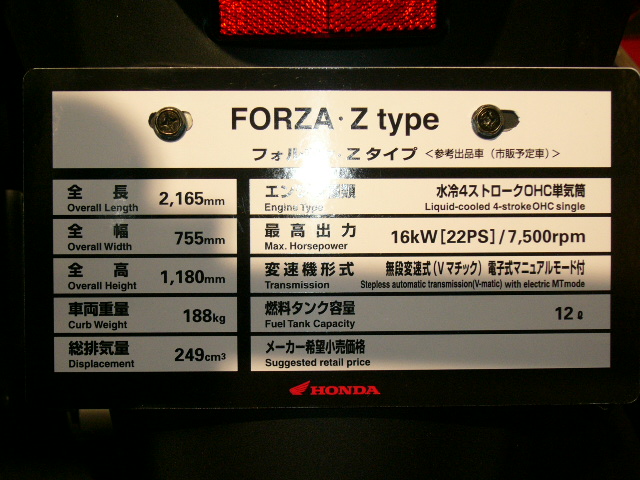 FORZA・Z type
フォル Zタイプ <参考出品車（市販予定車）>
全長 2,165mm
Overall Length
全幅 755mm
Overall Width
全高 1,180mm
Overall Height
車両重量 188kg
Curb Weight
総排気量 249cm³
Displacement
エンジン種類 水冷4ストロークOHC単気筒
Engine Type Liquid-cooled 4-stroke OHC single
最高出力 16kW[22PS]/7,500rpm
Max. Horsepower
変速機形式 無段変速式(Vマチック) 電子式マニュアルモード付
Transmission Stepless automatic transmission(V-matic) with electric MTmode
燃料タンク容量 12ℓ
Fuel Tank Capacity
メーカー希望小売価格
Suggested retail price
HONDA